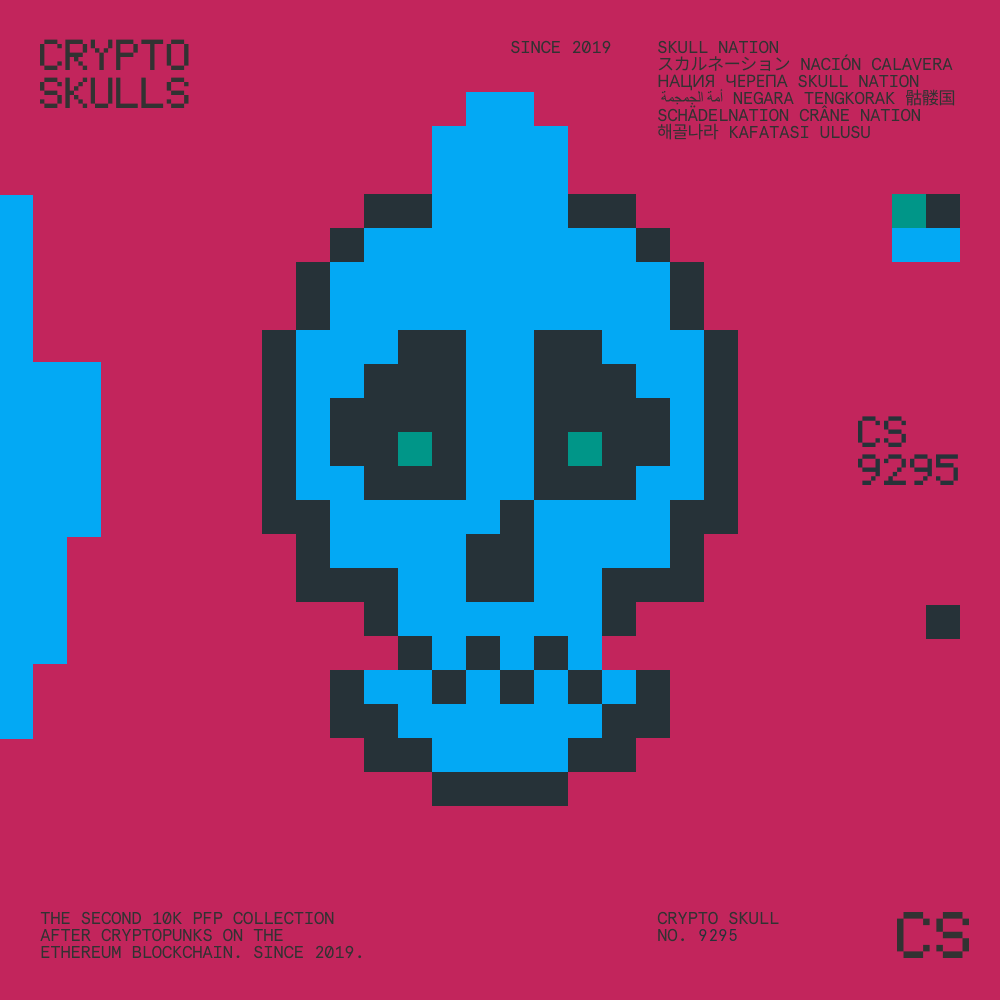 CRYPTO
SKULLS
SINCE 2019
SKULL NATION
スカルネーション NACIÓN CALAVERA
НАЦИЯ ЧЕРЕПА SKULL NATION
أمة الجمجمة NEGARA TENGKORAK 骷髅国
SCHÄDELNATION CRÂNE NATION
해골나라 KAFATASI ULUSU
CS
9295
THE SECOND 10K PFP COLLECTION
AFTER CRYPTOPUNKS ON THE
ETHEREUM BLOCKCHAIN. SINCE 2019.
CRYPTO SKULL
NO. 9295
CS